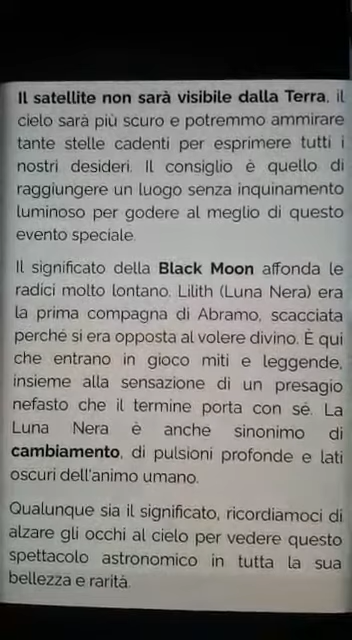 Il satellite non sarà visibile dalla Terra, il
cielo sarà più scuro e potremmo ammirare
tante stelle cadenti per esprimere tutti i
nostri desideri. Il consiglio è quello di
raggiungere un luogo senza inquinamento
luminoso per godere al meglio di questo
evento speciale.
Il significato della Black Moon affonda le
radici molto lontano. Lilith (Luna Nera) era
la prima compagna di Abramo, scacciata
perché si era opposta al volere divino. È qui
che entrano in gioco miti e leggende,
insieme alla sensazione di un presagio
nefasto che il termine porta con sé. La
Luna Nera è anche sinonimo di
cambiamento, di pulsioni profonde e lati
oscuri dell'animo umano.
Qualunque sia il significato, ricordiamoci di
alzare gli occhi al cielo per vedere questo
spettacolo astronomico in tutta la sua
bellezza e rarità.